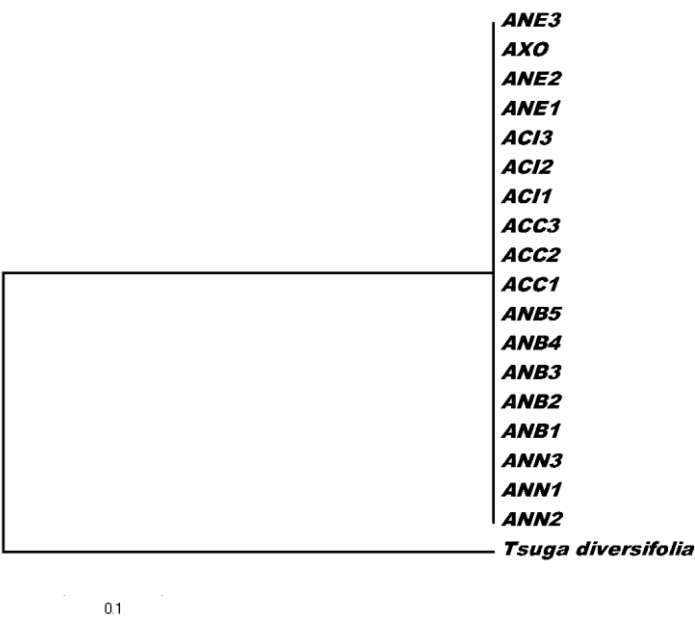 ANE3
AXO
ANE2
ANE1
ACI3
ACI2
ACI1
ACC3
ACC2
ACC1
ANB5
ANB4
ANB3
ANB2
ANB1
ANN3
ANN1
ANN2
Tsuga diversifolia
0.1